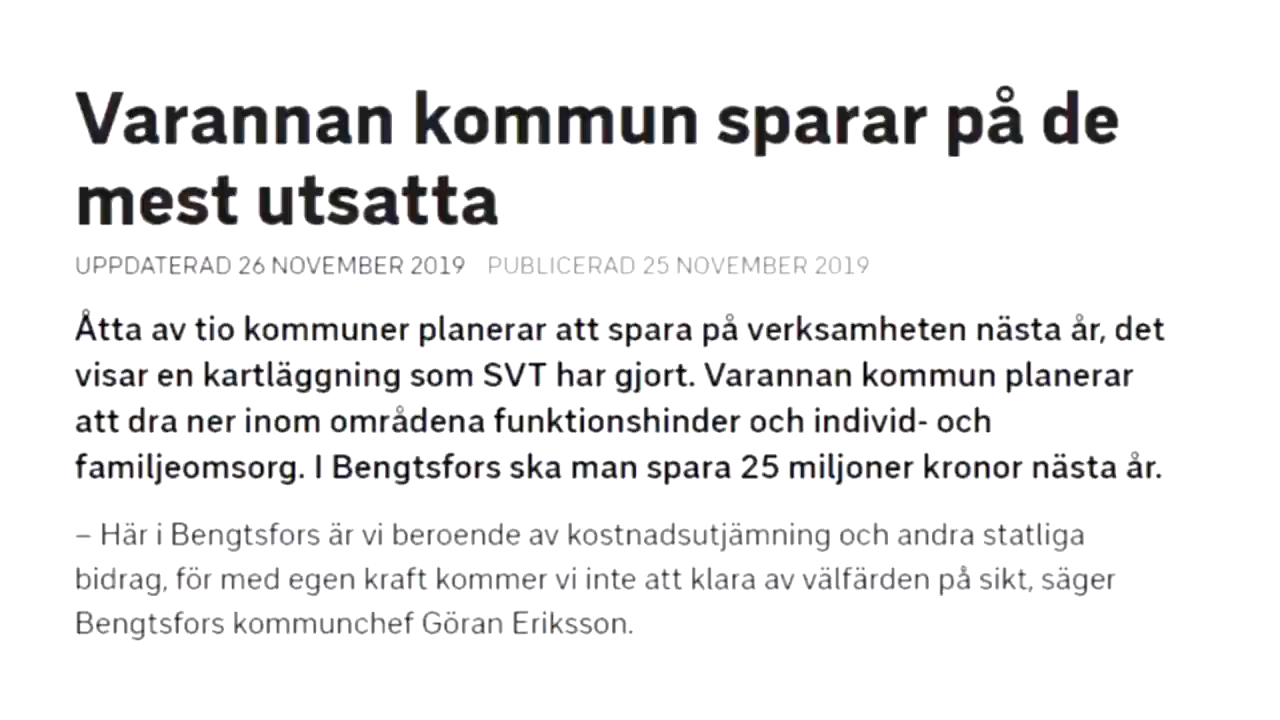 Varannan kommun sparar på de
mest utsatta
UPPDATERAD 26 NOVEMBER 2019 PUBLICERAD 25 NOVEMBER 2019
Åtta av tio kommuner planerar att spara på verksamheten nästa år, det
visar en kartläggning som SVT har gjort. Varannan kommun planerar
att dra ner inom områdena funktionshinder och individ- och
familjeomsorg. I Bengtsfors ska man spara 25 miljoner kronor nästa år.
– Här i Bengtsfors är vi beroende av kostnadsutjämning och andra statliga
bidrag, för med egen kraft kommer vi inte att klara av välfärden på sikt, säger
Bengtsfors kommunchef Göran Eriksson.